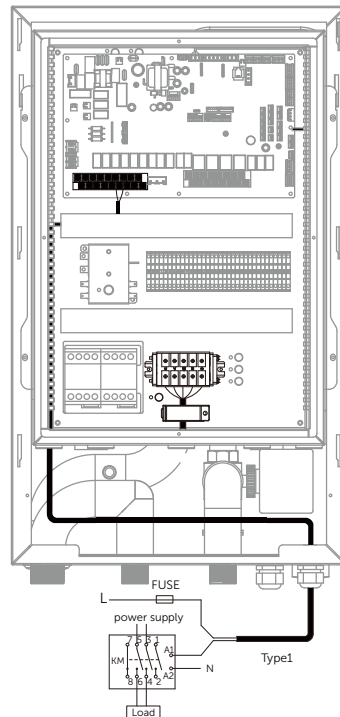 FUSE
L
power supply
7 5 3 1
A1
KM
A2
N
8 6 4 2
Type1
Load